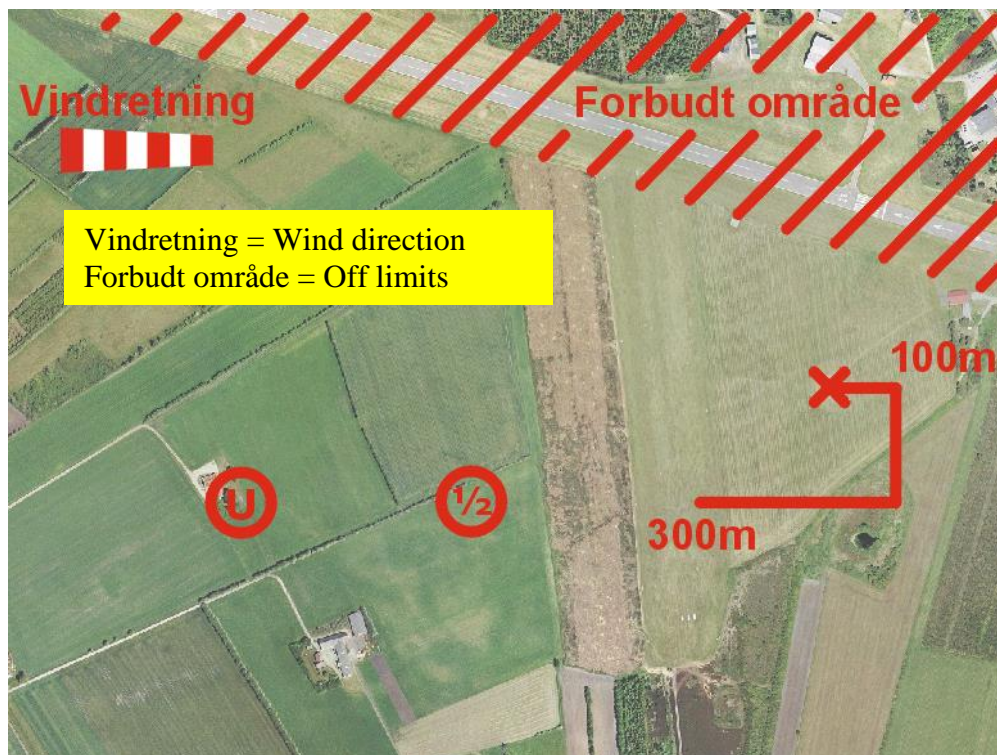 Vindretning
Forbudt område
Vindretning = Wind direction
Forbudt område = Off limits
100m
U
½
300m